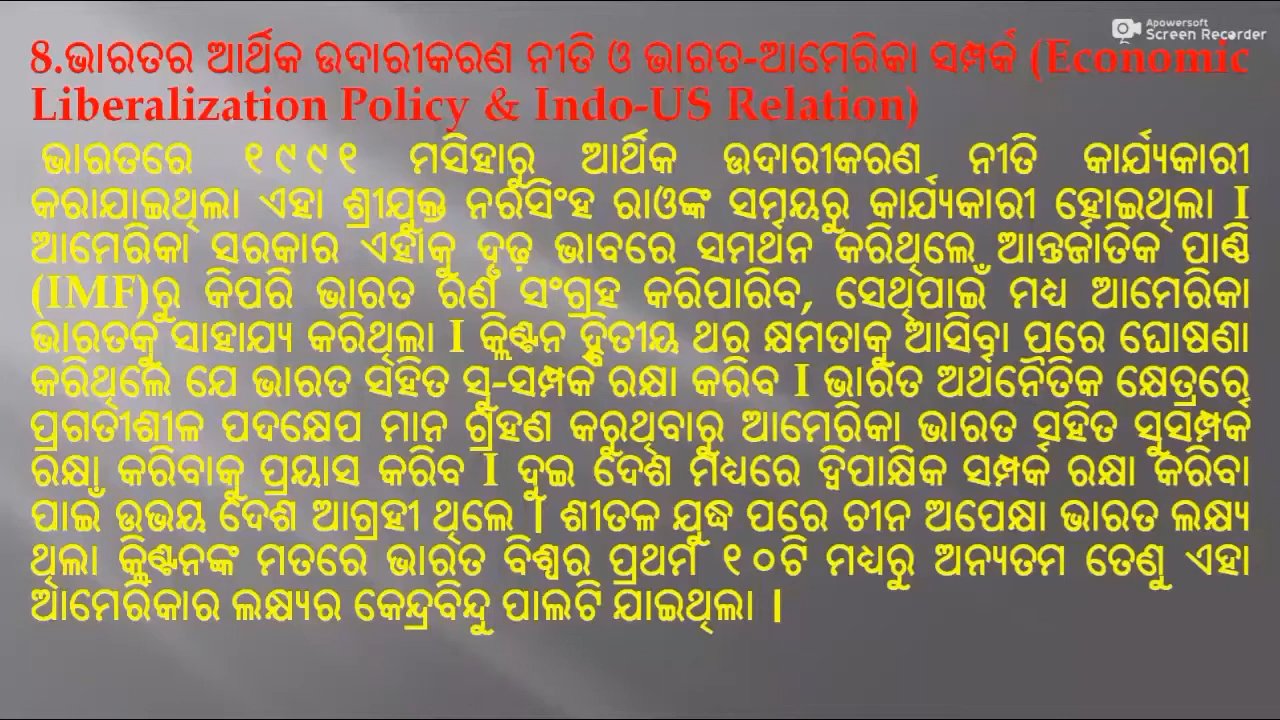 Apowersoft
Screen Recorder
8.ଭାରତର ଆର୍ଥିକ ଉଦାରୀକରଣ ନୀତି ଓ ଭାରତ-ଆମେରିକା ସମ୍ପର୍କ (Economic
Liberalization Policy & Indo-US Relation)
ଭାରତରେ ୧୯୯୧ ମସିହାରୁ ଆର୍ଥିକ ଉଦାରୀକରଣ ନୀତି କାର୍ଯ୍ୟକାରୀ
କରାଯାଇଥିଲା ଏହା ଶ୍ରୀଯୁକ୍ତ ନରସିଂହ ରାଓଙ୍କ ସମୟରୁ କାର୍ଯ୍ୟକାରୀ ହୋଇଥିଲା I
ଆମେରିକା ସରକାର ଏହାକୁ ଦୃଢ଼ ଭାବରେ ସମର୍ଥନ କରିଥିଲେ ଆନ୍ତର୍ଜାତିକ ପାଣ୍ଠି
(IMF)ରୁ କିପରି ଭାରତ ଋଣ ସଂଗ୍ରହ କରିପାରିବ, ସେଥିପାଇଁ ମଧ୍ୟ ଆମେରିକା
ଭାରତକୁ ସାହାଯ୍ୟ କରିଥିଲା I କ୍ଲିଣ୍ଟନ ଦ୍ୱିତୀୟ ଥର କ୍ଷମତାକୁ ଆସିବା ପରେ ଘୋଷଣା
କରିଥିଲେ ଯେ ଭାରତ ସହିତ ସୁ-ସମ୍ପର୍କ ରକ୍ଷା କରିବ I ଭାରତ ଅର୍ଥନୈତିକ କ୍ଷେତ୍ରରେ
ପ୍ରଗତୀଶୀଳ ପଦକ୍ଷେପ ମାନ ଗ୍ରହଣ କରୁଥିବାରୁ ଆମେରିକା ଭାରତ ସହିତ ସୁସମ୍ପର୍କ
ରକ୍ଷା କରିବାକୁ ପ୍ରୟାସ କରିବ I ଦୁଇ ଦେଶ ମଧ୍ୟରେ ଦ୍ୱିପାକ୍ଷିକ ସମ୍ପର୍କ ରକ୍ଷା କରିବା
ପାଇଁ ଉଭୟ ଦେଶ ଆଗ୍ରହୀ ଥିଲେ | ଶୀତଳ ଯୁଦ୍ଧ ପରେ ଚୀନ ଅପେକ୍ଷା ଭାରତ ଲକ୍ଷ୍ୟ
ଥିଲା କ୍ଲିଣ୍ଟନଙ୍କ ମତରେ ଭାରତ ବିଶ୍ୱର ପ୍ରଥମ ୧୦ଟି ମଧ୍ୟରୁ ଅନ୍ୟତମ ତେଣୁ ଏହା
ଆମେରିକାର ଲକ୍ଷ୍ୟର କେନ୍ଦ୍ରବିନ୍ଦୁ ପାଲଟି ଯାଇଥିଲା |